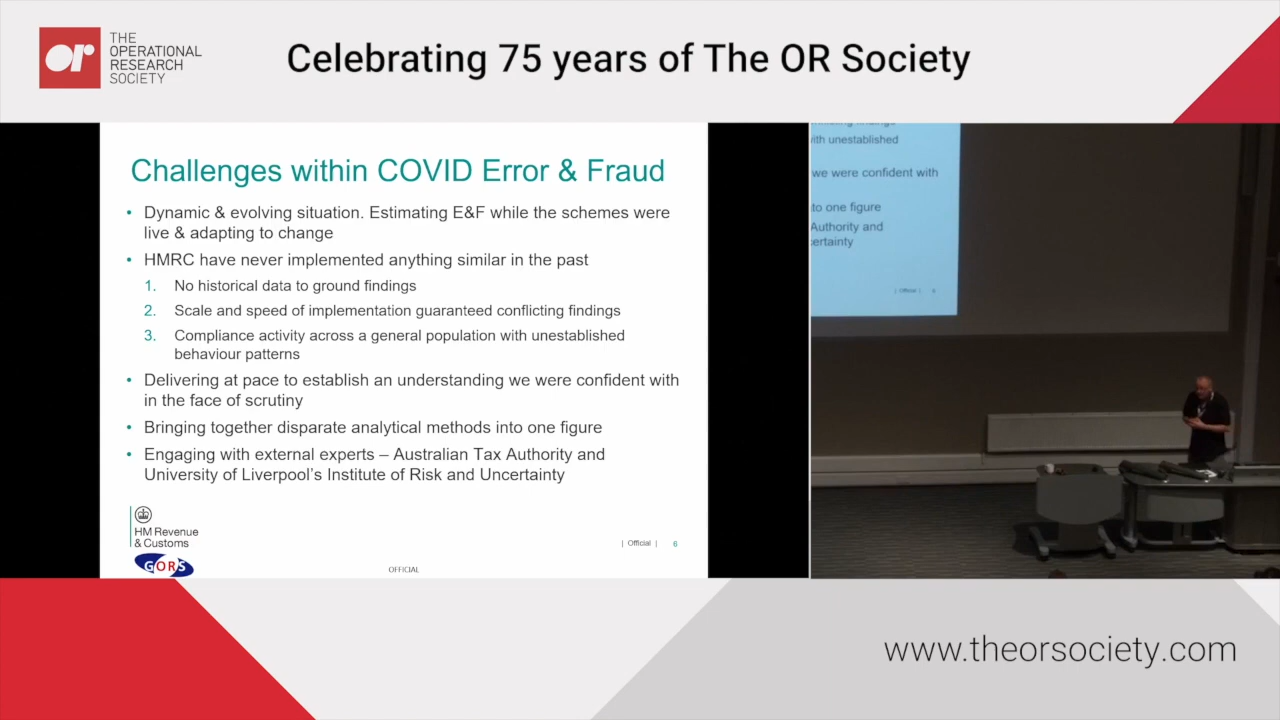 or
THE
OPERATIONAL
RESEARCH
SOCIETY
Celebrating 75 years of The OR Society
Challenges within COVID Error & Fraud
• Dynamic & evolving situation. Estimating E&F while the schemes were
live & adapting to change
• HMRC have never implemented anything similar in the past
1. No historical data to ground findings
2. Scale and speed of implementation guaranteed conflicting findings
3. Compliance activity across a general population with unestablished
behaviour patterns
• Delivering at pace to establish an understanding we were confident with
in the face of scrutiny
• Bringing together disparate analytical methods into one figure
• Engaging with external experts – Australian Tax Authority and
University of Liverpool's Institute of Risk and Uncertainty
HM Revenue
& Customs
GORS
OFFICIAL
| Official | 6
ith unestablished
we were confident with
to one figure
Authority and
ertainty
| Official | 6
www.theorsociety.com